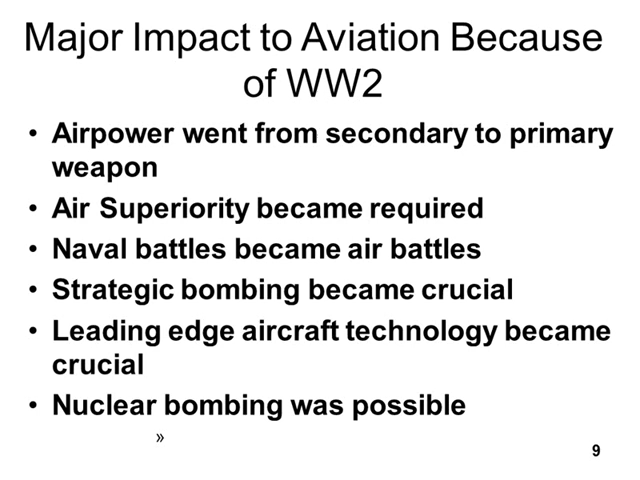 Major Impact to Aviation Because
of WW2
• Airpower went from secondary to primary
weapon
• Air Superiority became required
• Naval battles became air battles
• Strategic bombing became crucial
• Leading edge aircraft technology became
crucial
• Nuclear bombing was possible
»
9